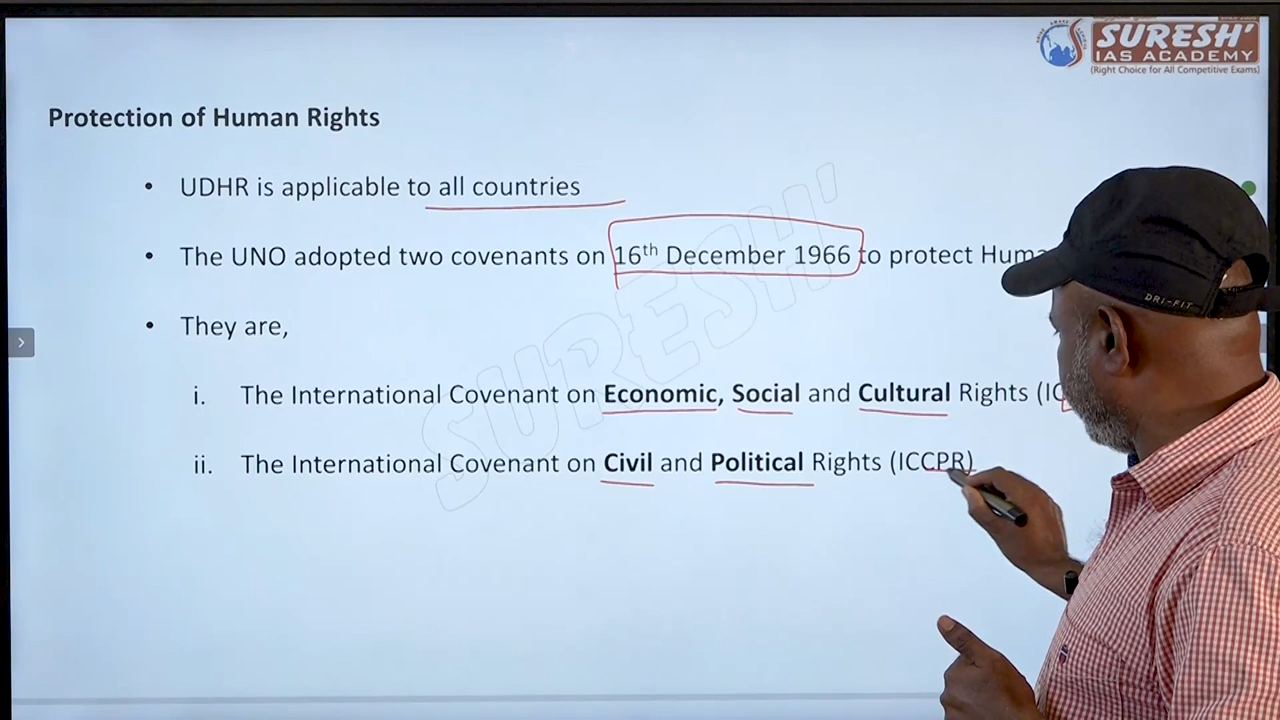 SURESH'
IAS ACADEMY
(Right Choice for All Competitive Exams)
Protection of Human Rights
• UDHR is applicable to all countries
• The UNO adopted two covenants on 16th December 1966 to protect
• They are,
i. The International Covenant on Economic, Social and Cultural Rights
ii. The International Covenant on Civil and Political Rights (ICCPR)
SURESH'
DRI-FIT